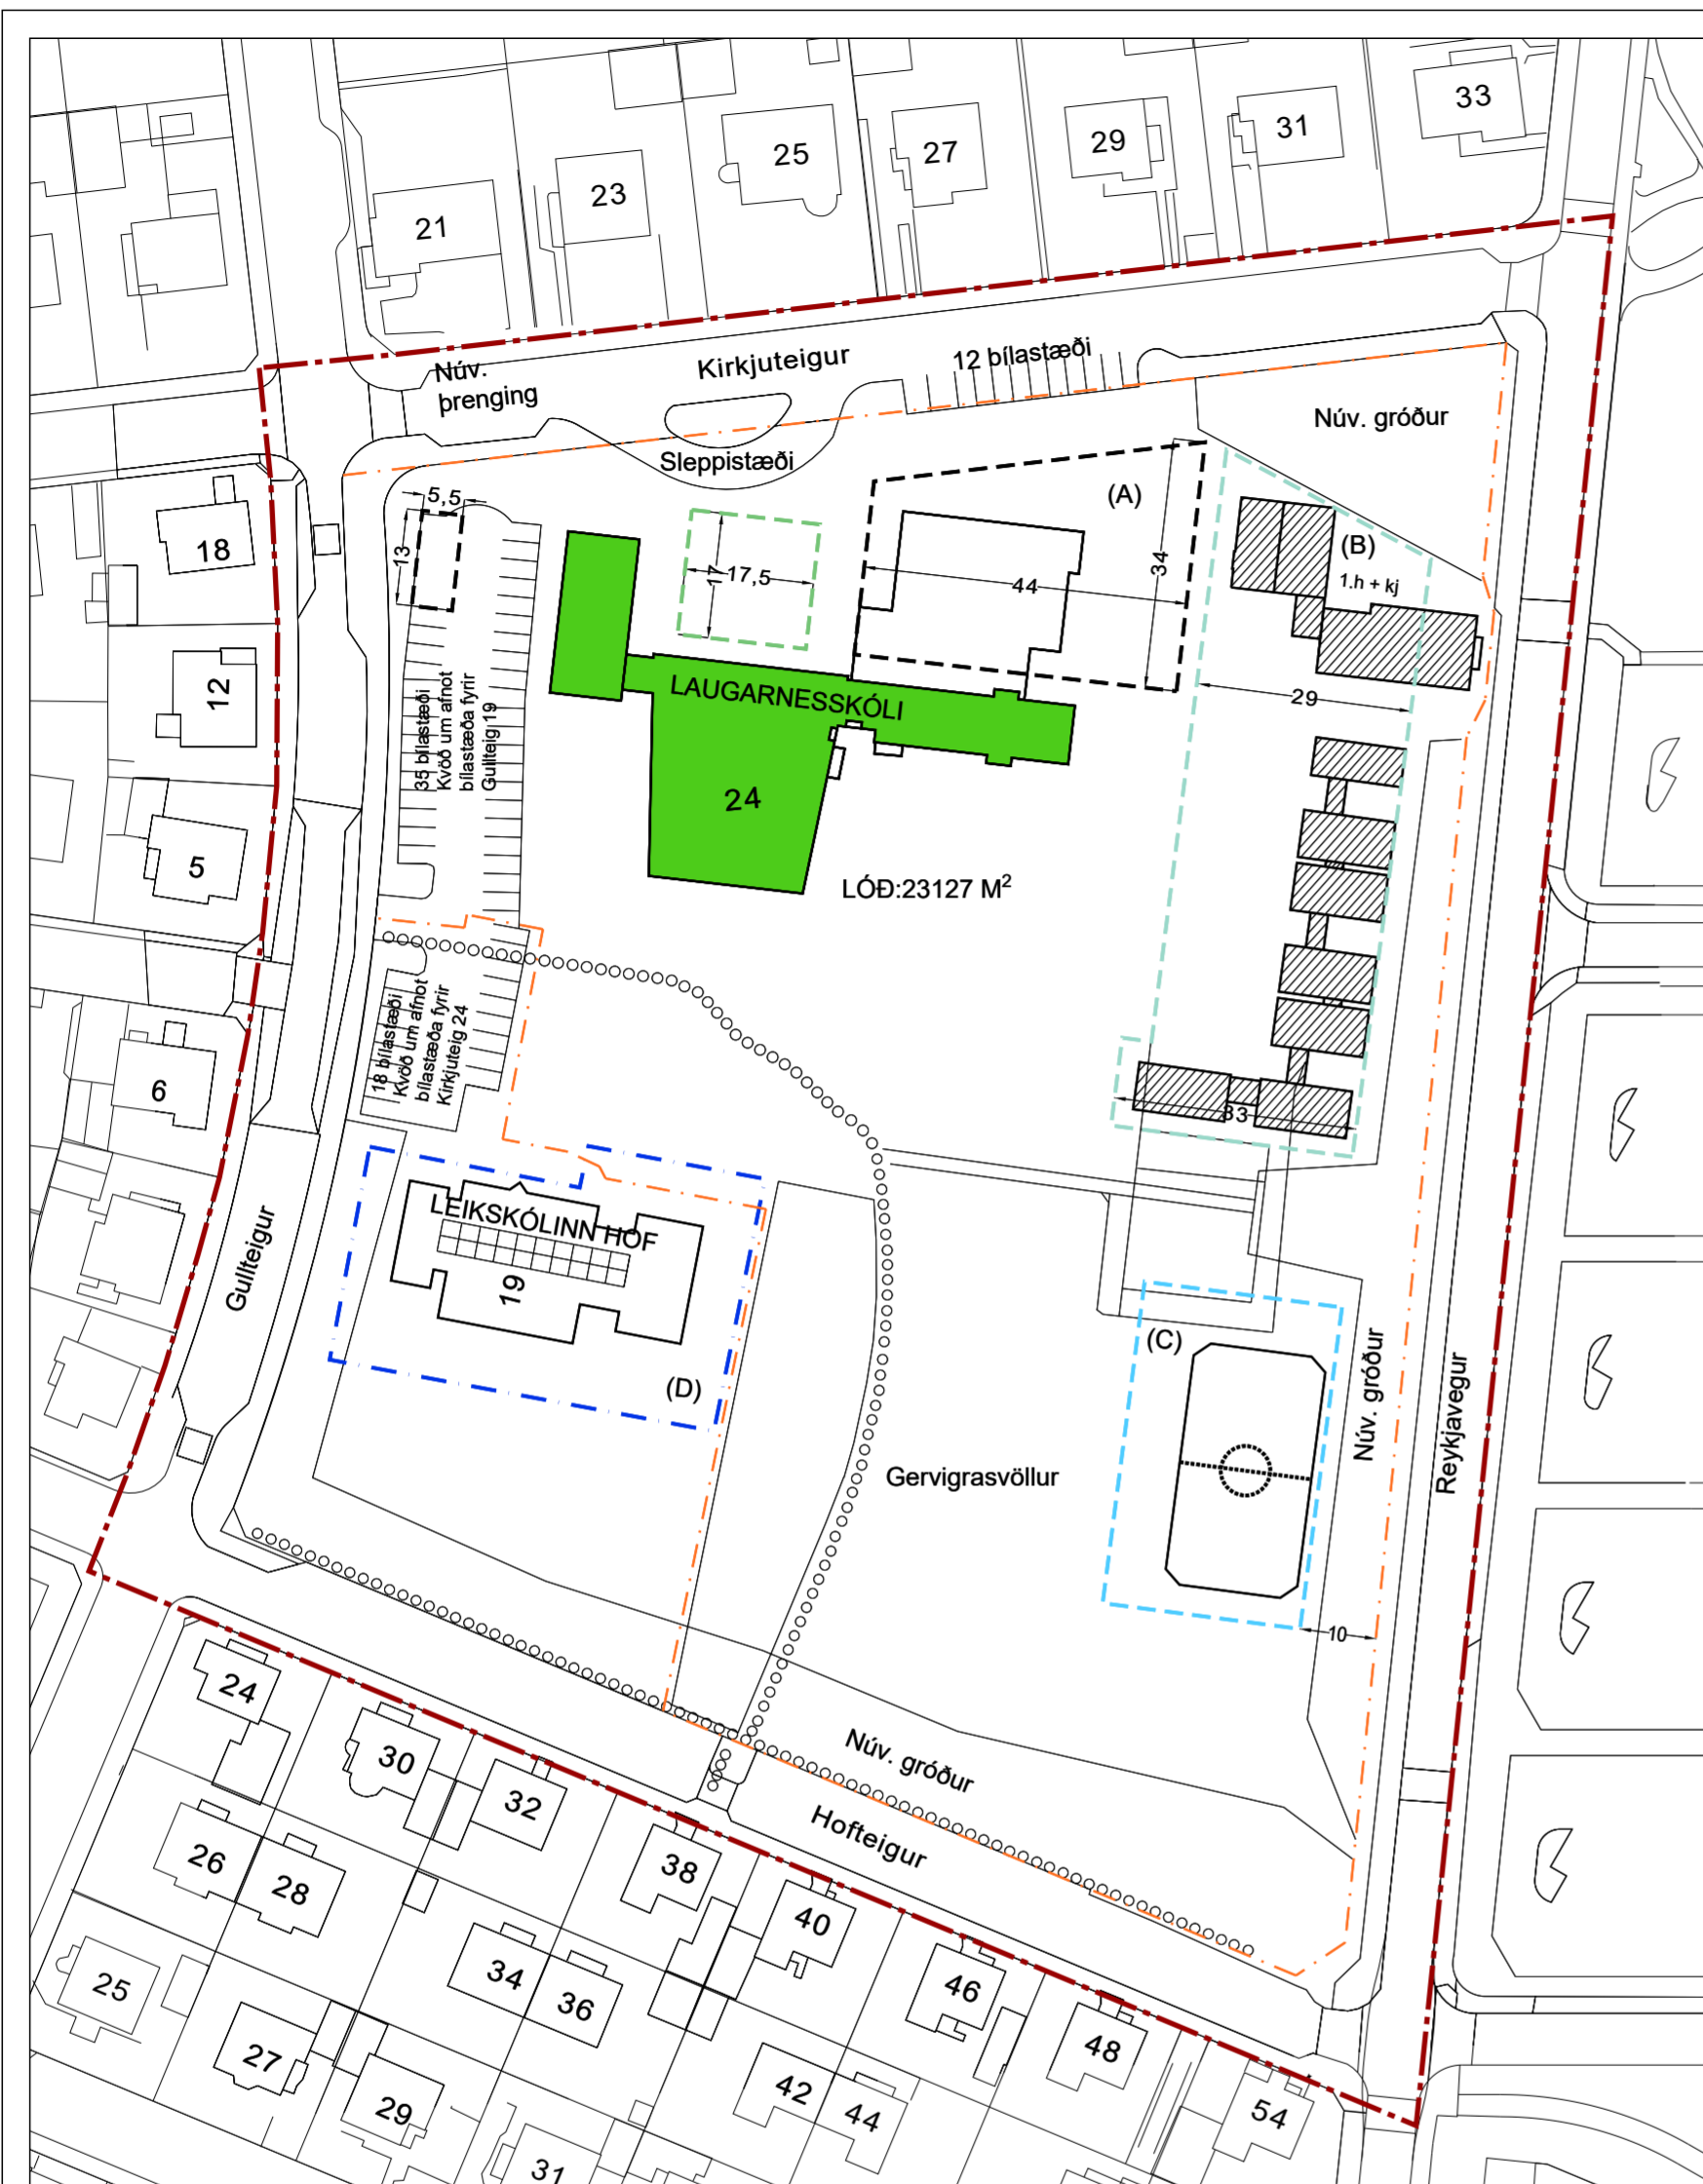 33
31
29
27
25
23
21
Kirkjuteigur
12 bílastæði
Núv.
þrenging
Núv. gróður
Sleppistæði
(A)
5,5
13
17
17,5
44
34
(B)
1.h + kj
29
18
12
5
6
35 bílastæði
Kvöð um afnot
bílastæða fyrir
Gullteig 19
LAUGARNESSKÓLI
24
LÓÐ:23127 M²
18 bílastæði
Kvöð um afnot
bílastæða fyrir
Kirkjuteig 24
33
Gullteigur
LEIKSKÓLINN HOF
19
(D)
(C)
Gervigrasvöllur
Núv. gróður
Reykjavegur
10
Núv. gróður
Hofteigur
24
30
32
26
28
38
40
25
34
36
46
27
48
29
42
44
54
31